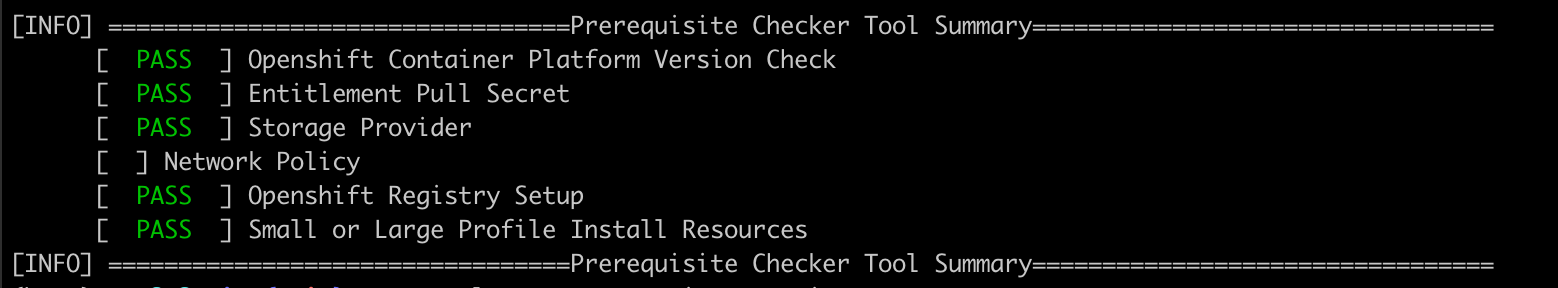 [INFO] =================================Prerequisite Checker Tool Summary=================================
[  PASS  ] Openshift Container Platform Version Check
[  PASS  ] Entitlement Pull Secret
[  PASS  ] Storage Provider
[  ] Network Policy
[  PASS  ] Openshift Registry Setup
[  PASS  ] Small or Large Profile Install Resources
[INFO] =================================Prerequisite Checker Tool Summary=================================